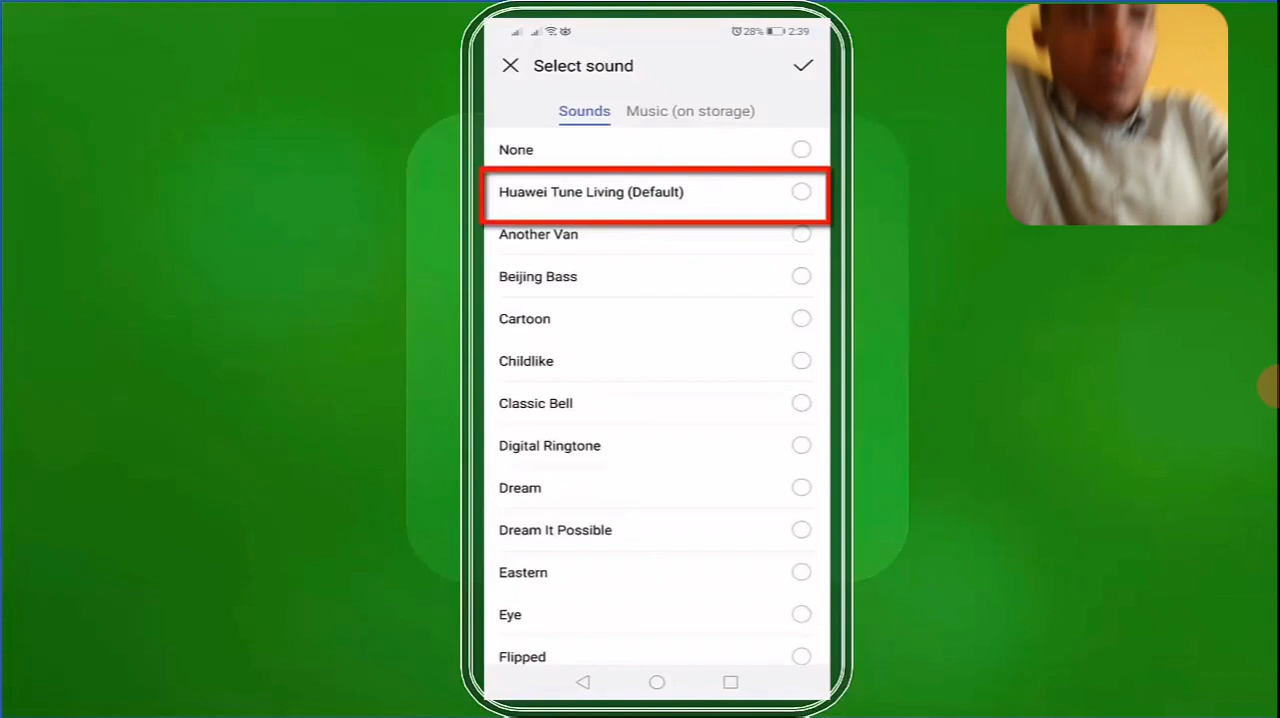 28% 2:39
Select sound
Sounds Music (on storage)
None
Huawei Tune Living (Default)
Another Van
Beijing Bass
Cartoon
Childlike
Classic Bell
Digital Ringtone
Dream
Dream It Possible
Eastern
Eye
Flipped